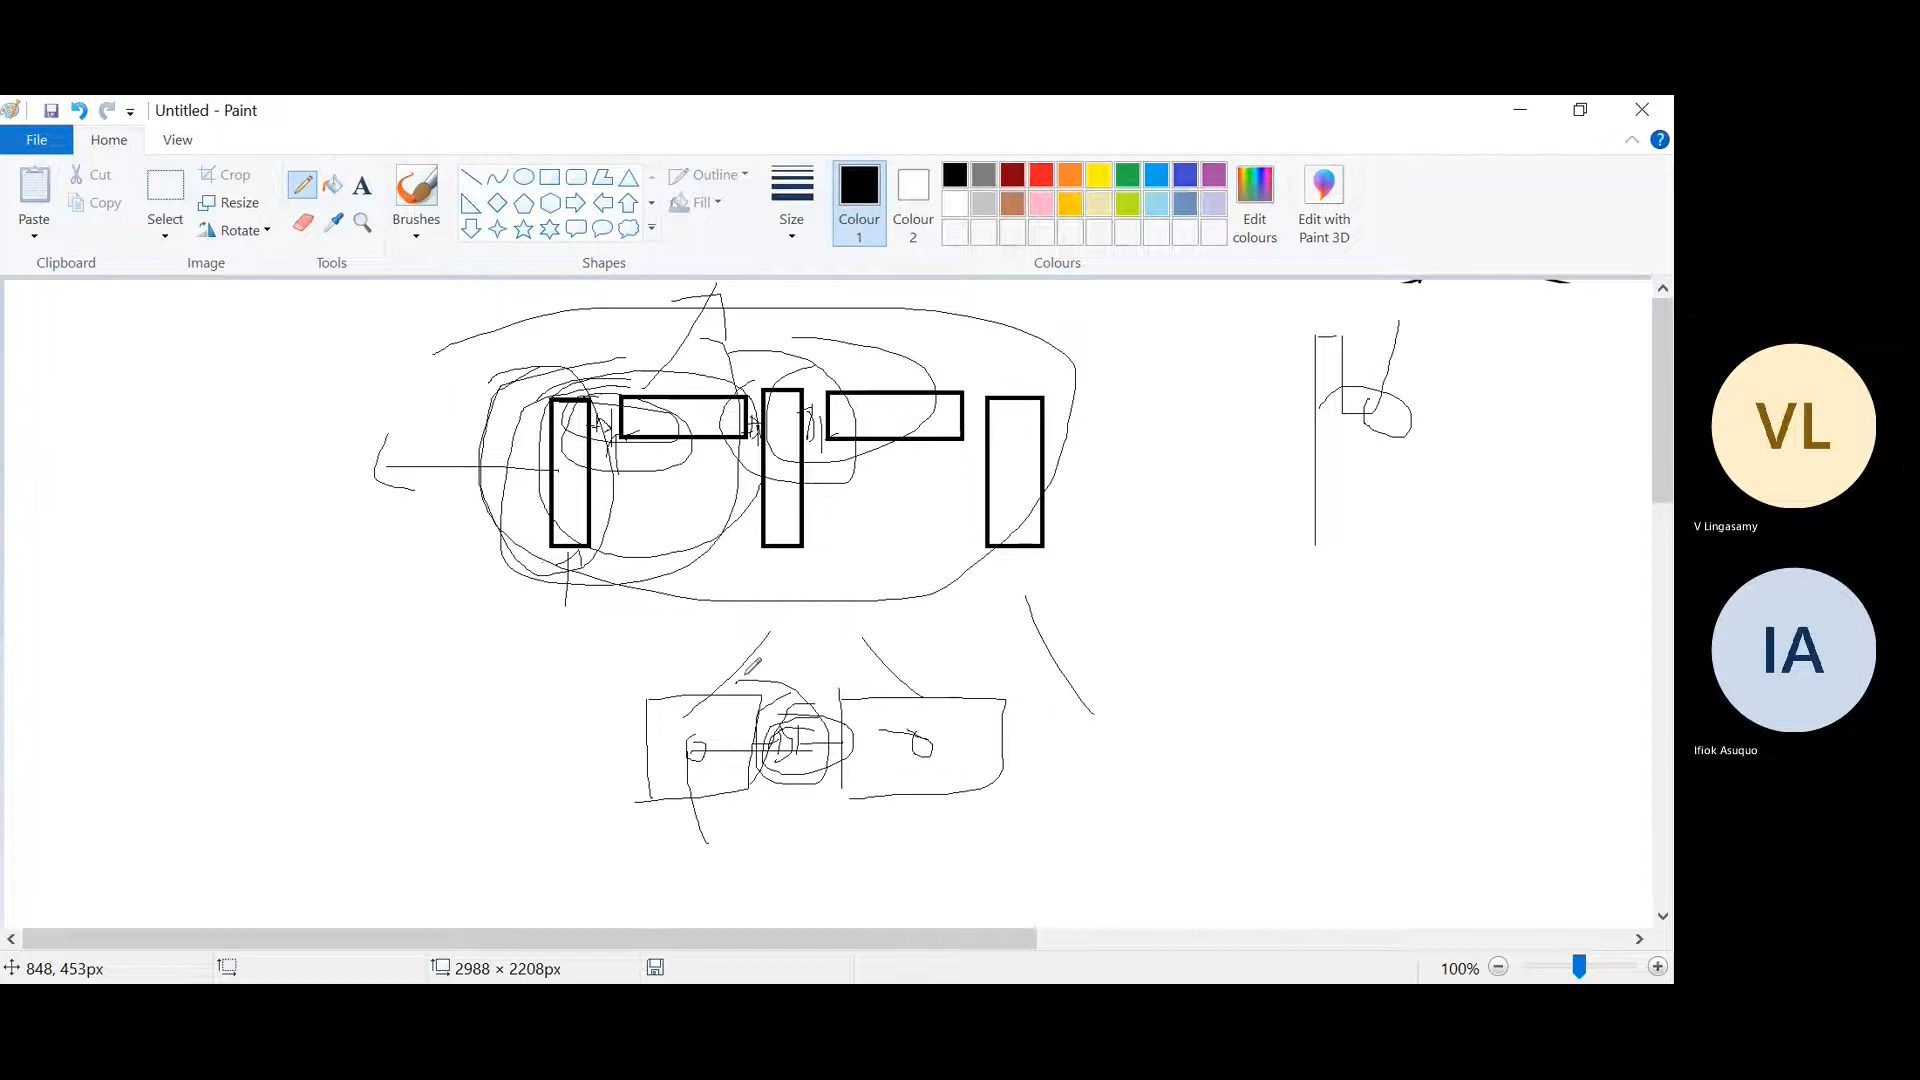 Untitled - Paint
File Home View
Paste
Cut
Copy
Clipboard
Select
Crop
Resize
Rotate
Image
A
Tools
Brushes
Outline
Fill
Shapes
Size
Colour 1
Colour 2
Edit colours
Edit with Paint 3D
Colours
?
VL
V Lingasamy
IA
Ifiok Asuquo
848, 453px
2988 × 2208px
100%